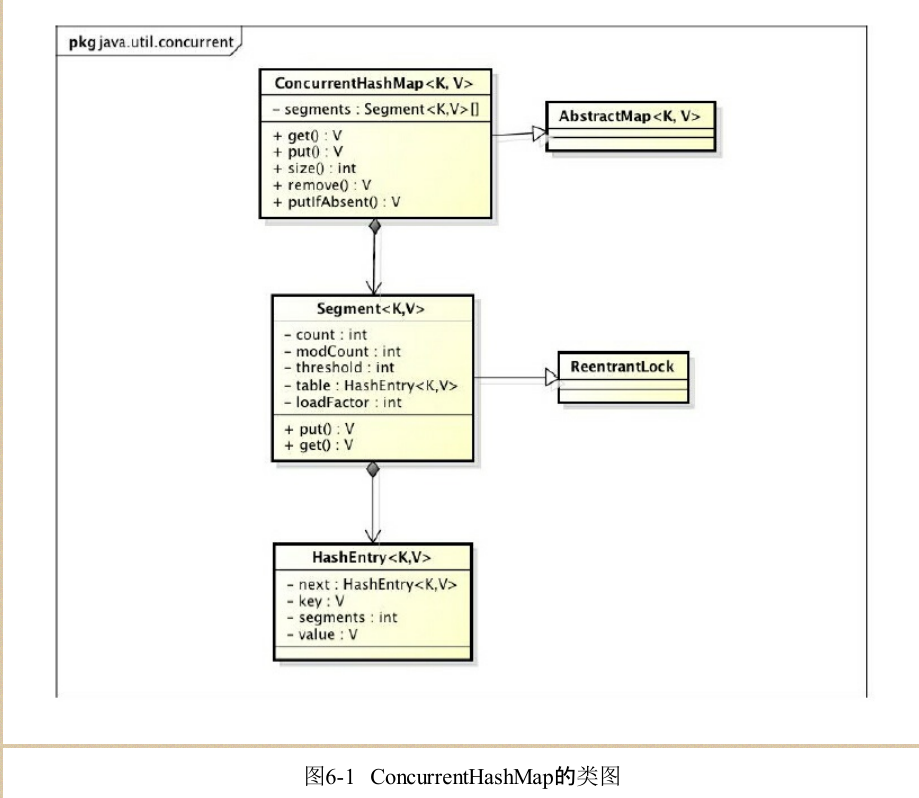 pkg java.util.concurrent
ConcurrentHashMap<K, V>
- segments : Segment<K,V>[]
+ get() : V
+ put() : V
+ size() : int
+ remove() : V
+ putIfAbsent() : V
AbstractMap<K, V>
Segment<K,V>
- count : int
- modCount : int
- threshold : int
- table : HashEntry<K,V>
- loadFactor : int
+ put() : V
+ get() : V
ReentrantLock
HashEntry<K,V>
- next : HashEntry<K,V>
- key : V
- segments : int
- value : V
图6-1 ConcurrentHashMap的类图